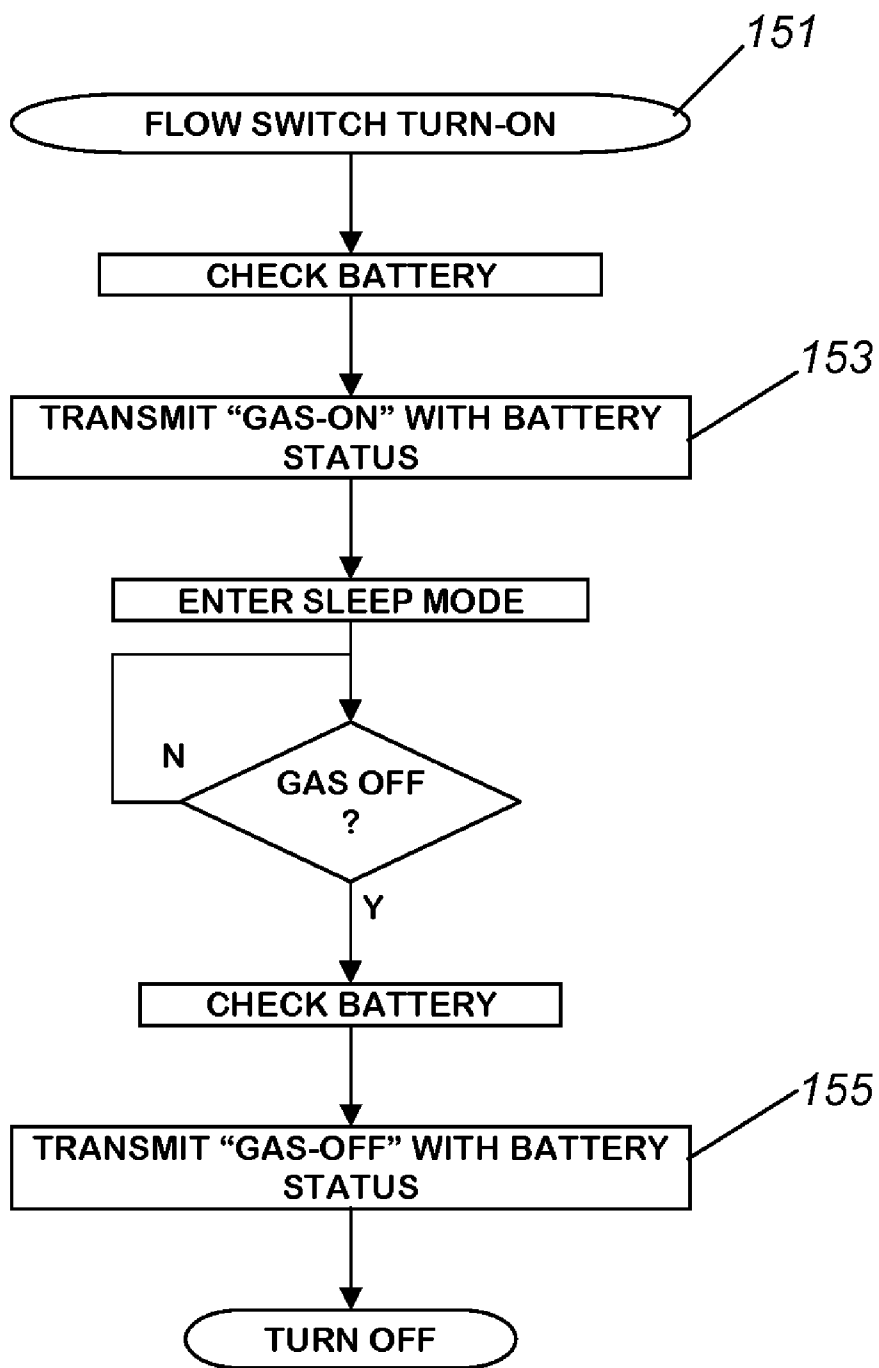 151
FLOW SWITCH TURN-ON
CHECK BATTERY
153
TRANSMIT “GAS-ON” WITH BATTERY
STATUS
ENTER SLEEP MODE
N
GAS OFF
?
Y
CHECK BATTERY
155
TRANSMIT “GAS-OFF” WITH BATTERY
STATUS
TURN OFF